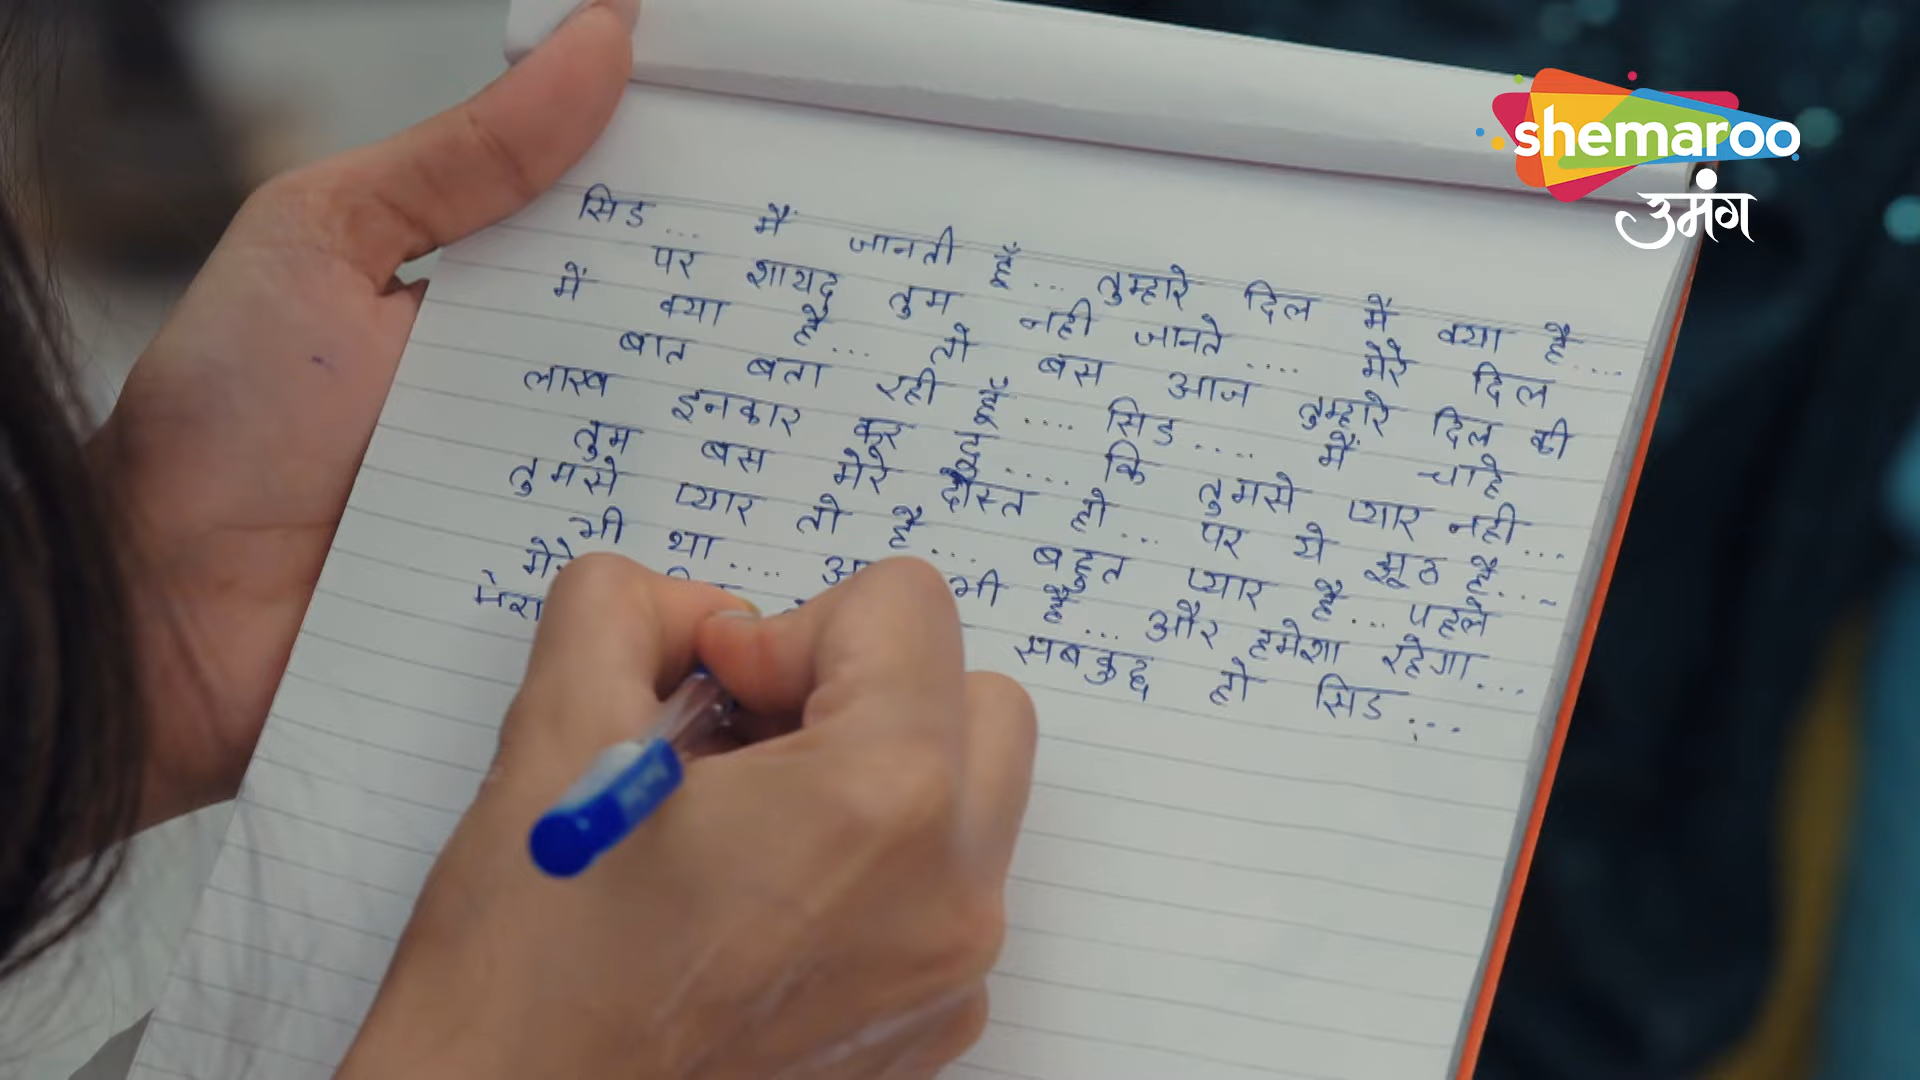 shemaroo
उमंग
सिड... मैं जानती हूँ... तुम्हारे दिल में क्या है....
पर शायद तुम नही जानते.... मेरे दिल
में क्या है... तो बस आज तुम्हारे दिल की
बात बता रही हूँ.... सिड.... मैं चाहे
लाख इनकार कर दू... कि तुमसे प्यार नही...
तुम बस मेरे दोस्त हो... पर ये झूठ है...
तुमसे प्यार तो है... बहुत प्यार है... पहले
भी था.... भी है... और हमेशा रहेगा...
सबकुछ हो सिड...